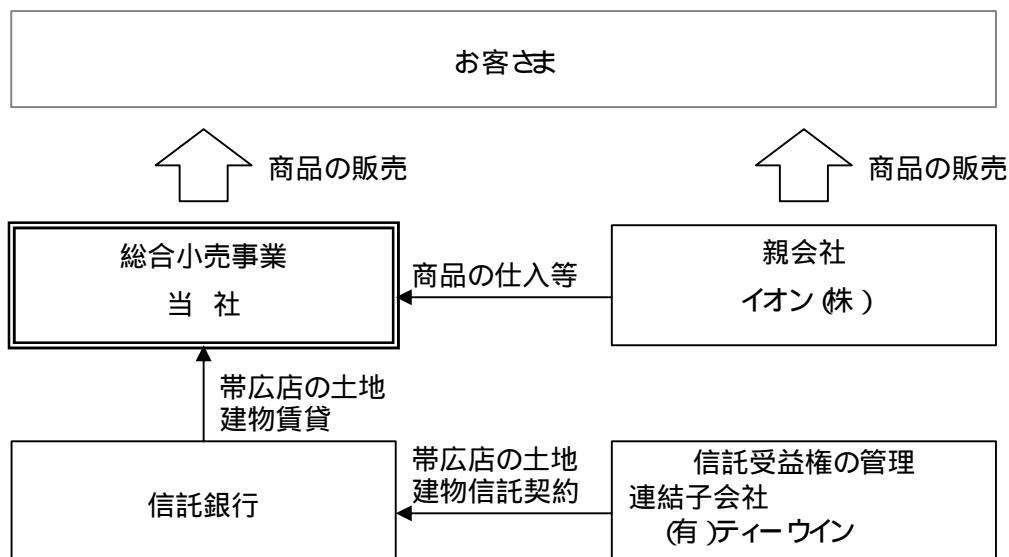 お客さま
商品の販売
商品の販売
総合小売事業
当 社
商品の仕入等
親会社
イオン(株)
帯広店の土地
建物賃貸
信託銀行
帯広店の土地
建物信託契約
信託受益権の管理
連結子会社
(有)ティーウイン